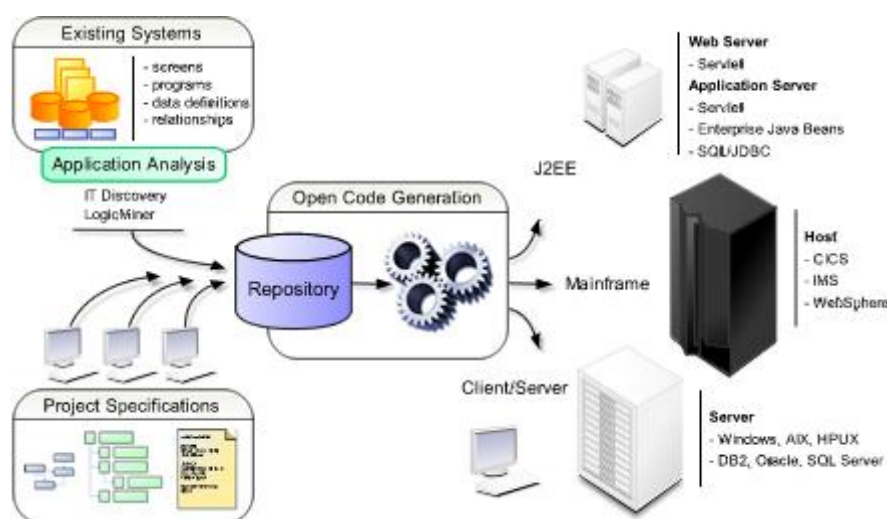 Existing Systems
- screens
- programs
- data definitions
- relationships
Application Analysis
IT Discovery
LogicMiner
Open Code Generation
Repository
Project Specifications
J2EE
Mainframe
Client/Server
Web Server
- Servlet
Application Server
- Servlet
- Enterprise Java Beans
- SQL/JDBC
Host
- CICS
- IMS
- WebSphere
Server
- Windows, AIX, HPUX
- DB2, Oracle, SQL Server